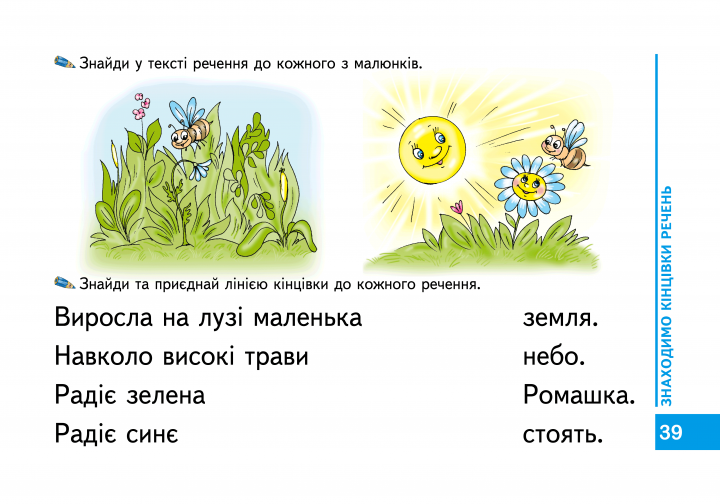 Знайди у тексті речення до кожного з малюнків.
Знайди та приєднай лінією кінцівки до кожного речення.
Виросла на лузі маленька земля.
Навколо високі трави небо.
Радіє зелена Ромашка.
Радіє синє стоять.
ЗНАХОДИМО КІНЦІВКИ РЕЧЕНЬ
39